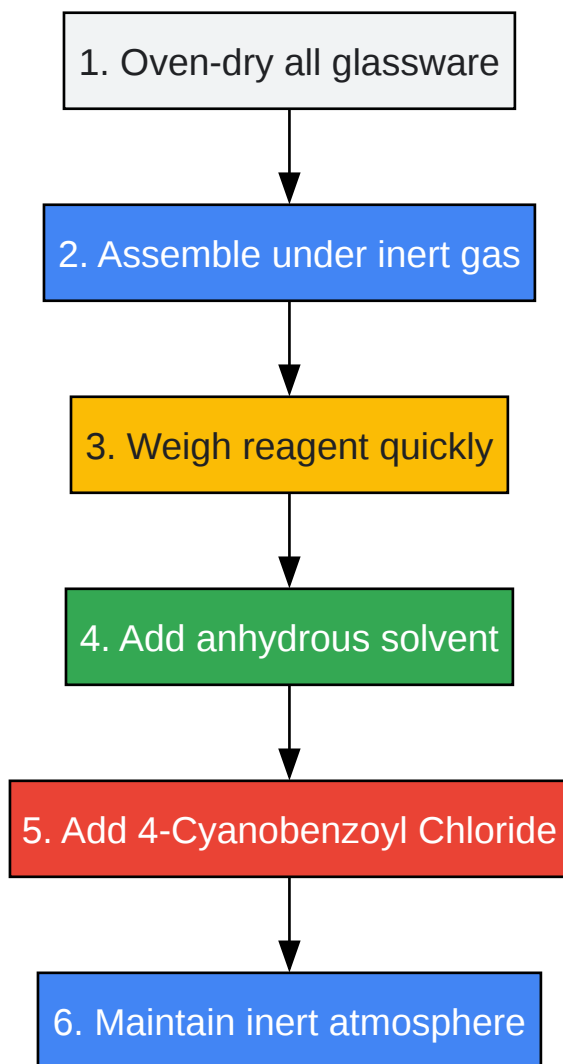 1. Oven-dry all glassware
2. Assemble under inert gas
3. Weigh reagent quickly
4. Add anhydrous solvent
5. Add 4-Cyanobenzoyl Chloride
6. Maintain inert atmosphere